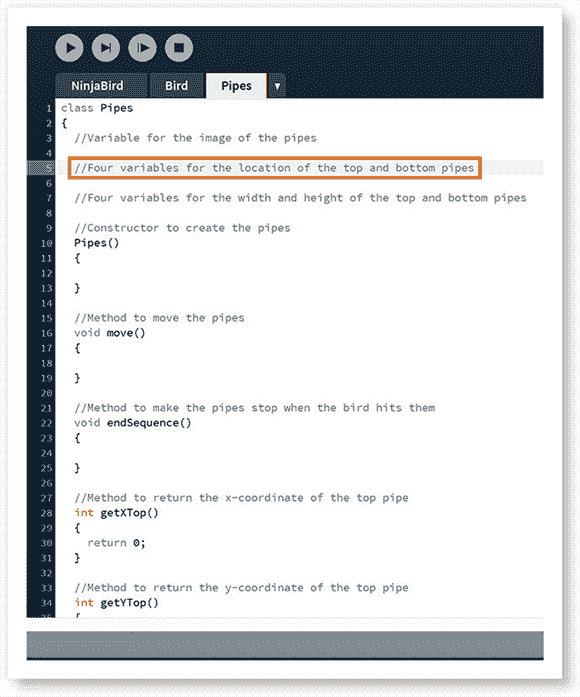 NinjaBird Bird Pipes ▼
1 class Pipes
2 {
3 //Variable for the image of the pipes
4
5 //Four variables for the location of the top and bottom pipes
6
7 //Four variables for the width and height of the top and bottom pipes
8
9 //Constructor to create the pipes
10 Pipes()
11 {
12
13 }
14
15 //Method to move the pipes
16 void move()
17 {
18
19 }
20
21 //Method to make the pipes stop when the bird hits them
22 void endSequence()
23 {
24
25 }
26
27 //Method to return the x-coordinate of the top pipe
28 int getXTop()
29 {
30 return 0;
31 }
32
33 //Method to return the y-coordinate of the top pipe
34 int getYTop()
{